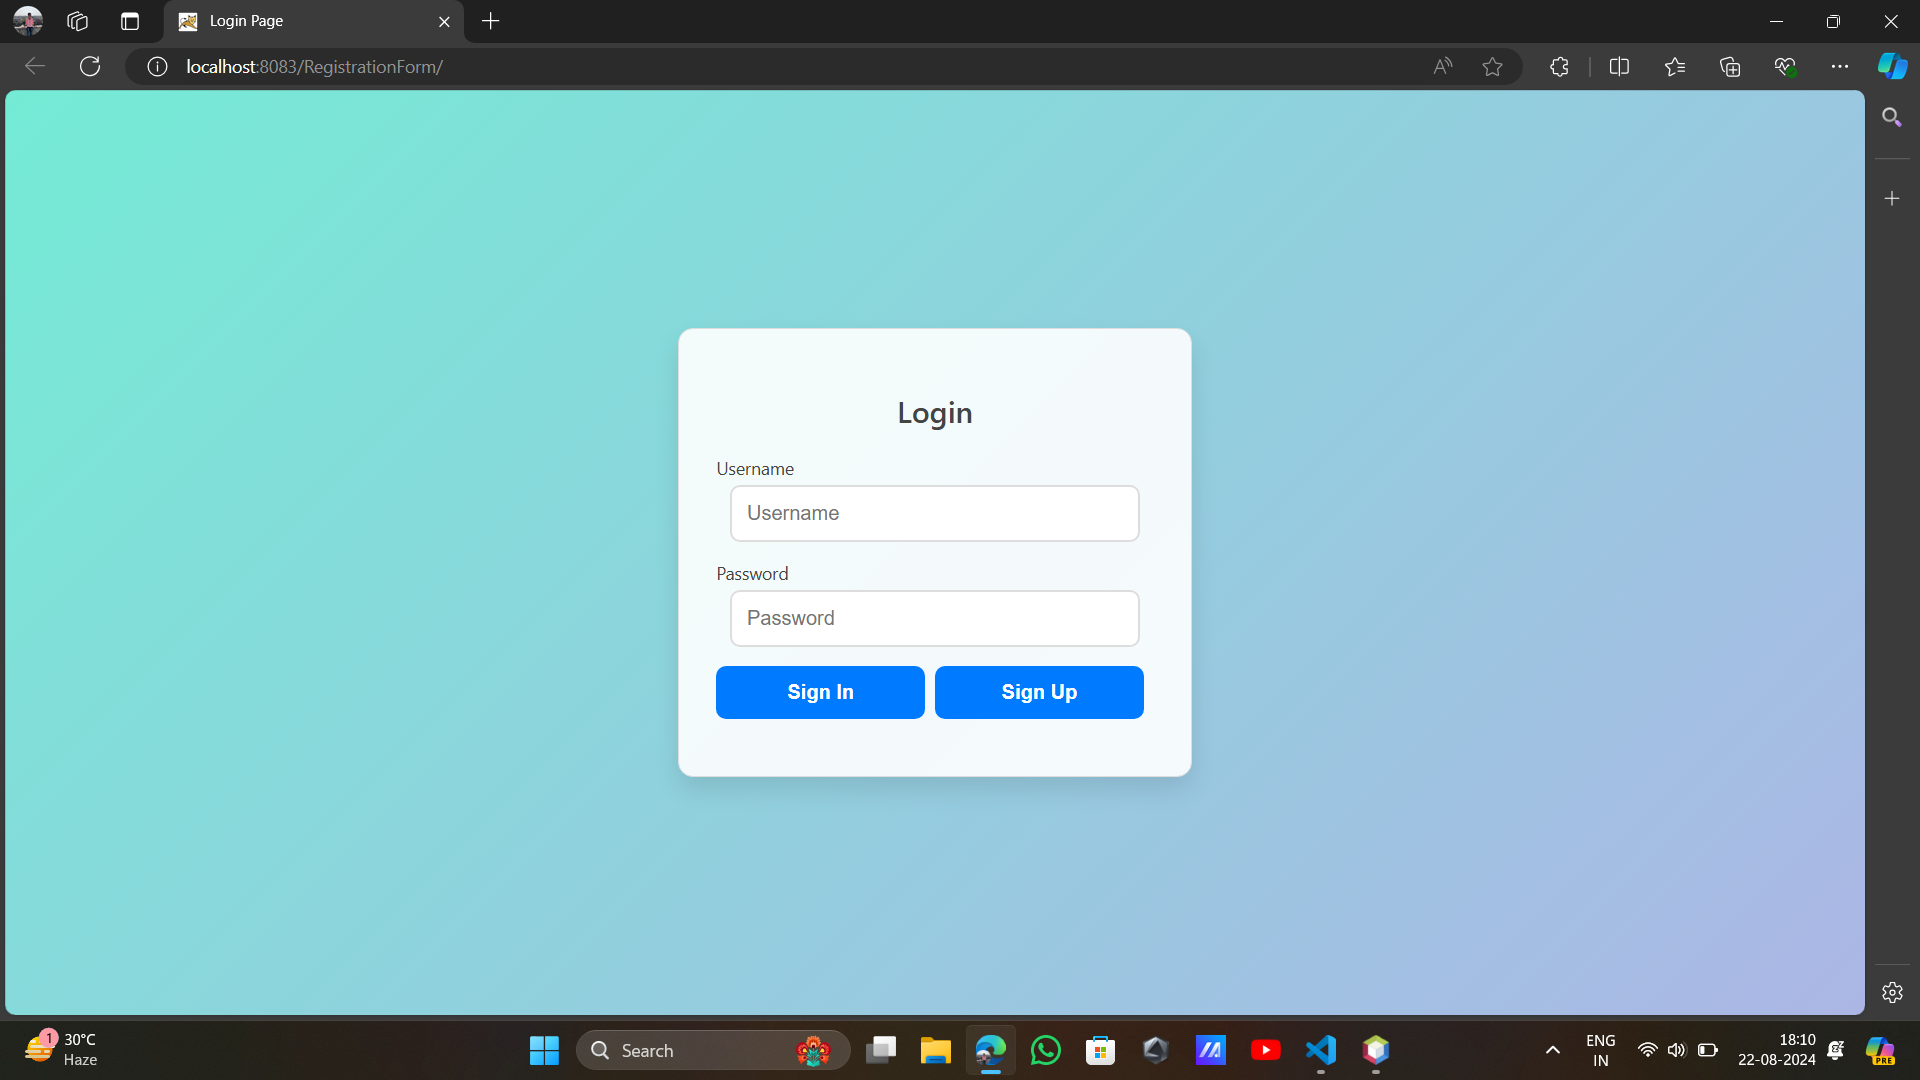 Login Page
localhost:8083/RegistrationForm/
Login
Username
Username
Password
Password
Sign In Sign Up
1
30°C
Haze
Search
ENG
IN
18:10
22-08-2024
PRE